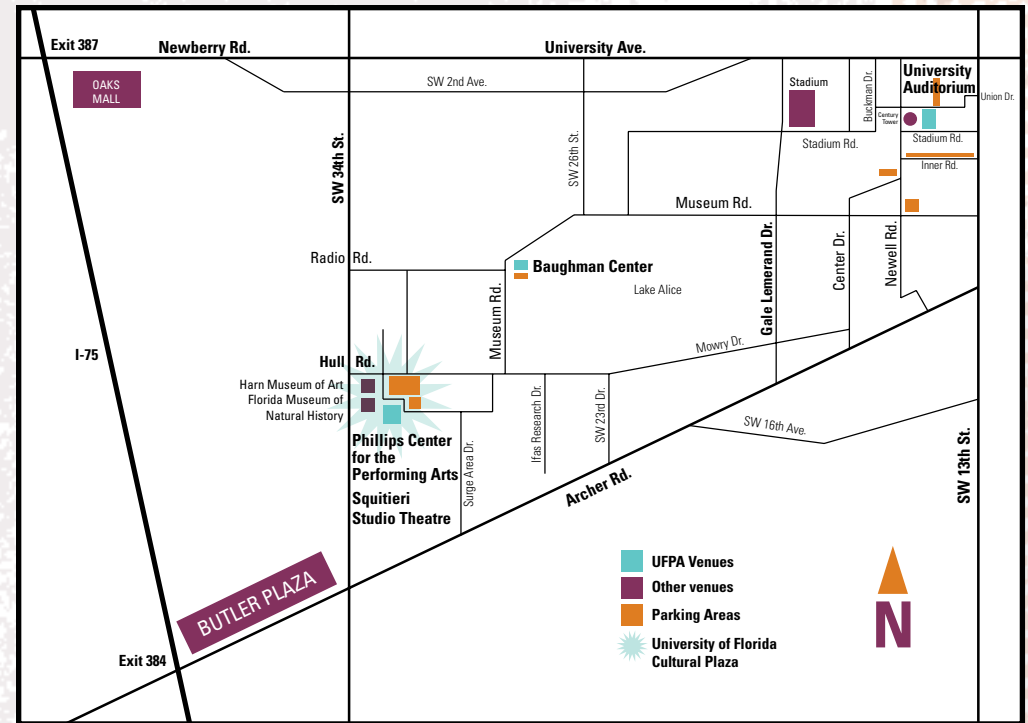 Exit 387
Newberry Rd.
University Ave.
OAKS
MALL
SW 2nd Ave.
Stadium
Buckman Dr.
University
Auditorium
Union Dr.
Century
Tower
Stadium Rd.
Stadium Rd.
Inner Rd.
SW 34th St.
SW 26th St.
Museum Rd.
Radio Rd.
Baughman Center
Lake Alice
Gale Lemerand Dr.
Center Dr.
Newell Rd.
Museum Rd.
I-75
Hull Rd.
Mowry Dr.
Harn Museum of Art
Florida Museum of
Natural History
Phillips Center
for the
Performing Arts
Squitieri
Studio Theatre
Surge Area Dr.
Ifas Research Dr.
SW 23rd Dr.
SW 16th Ave.
Archer Rd.
SW 13th St.
BUTLER PLAZA
Exit 384
UFPA Venues
Other venues
Parking Areas
University of Florida
Cultural Plaza
N